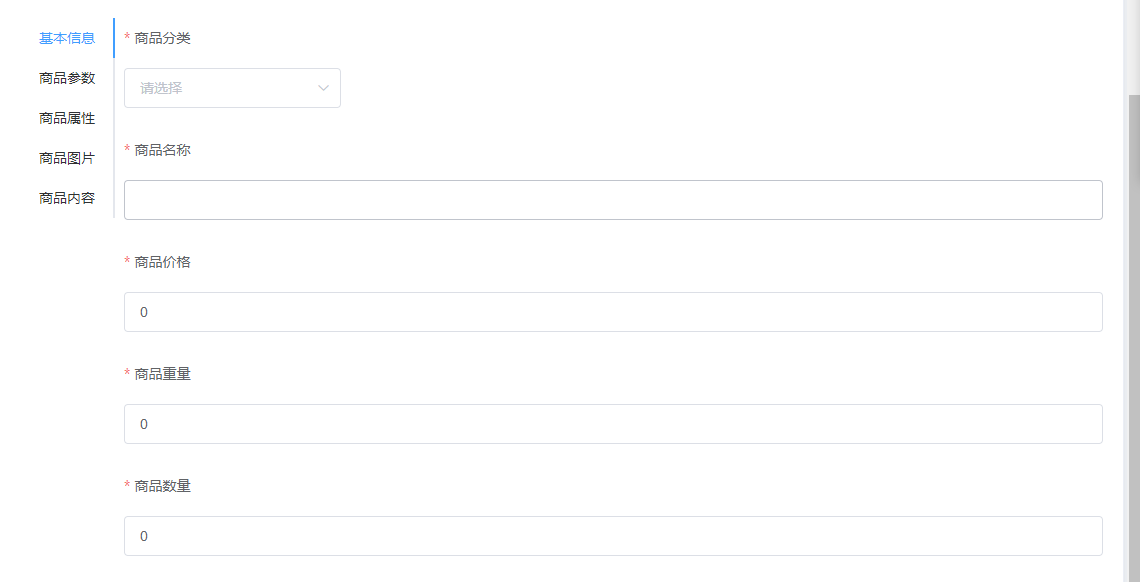 基本信息
商品参数
商品属性
商品图片
商品内容
* 商品分类
请选择
* 商品名称
* 商品价格
0
* 商品重量
0
* 商品数量
0